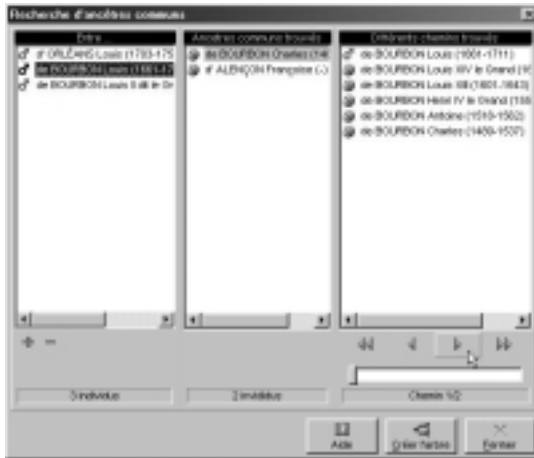 Recherche d'ancêtres communs
Entre ...
d' ORLÉANS Louis (1703-175
de BOURBON Louis (1661-17
de BOURBON Louis II dit le Gr
Ancêtres communs trouvés
de BOURBON Charles (148
d' ALENÇON Françoise (-)
Différents chemins trouvés
de BOURBON Louis (1661-1711)
de BOURBON Louis XIV le Grand (16
de BOURBON Louis XIII (1601-1643)
de BOURBON Henri IV le Grand (155
de BOURBON Antoine (1518-1562)
de BOURBON Charles (1489-1537)
3 individus
2 individus
Chemin 1/2
Aide
Créer l'arbre
Fermer